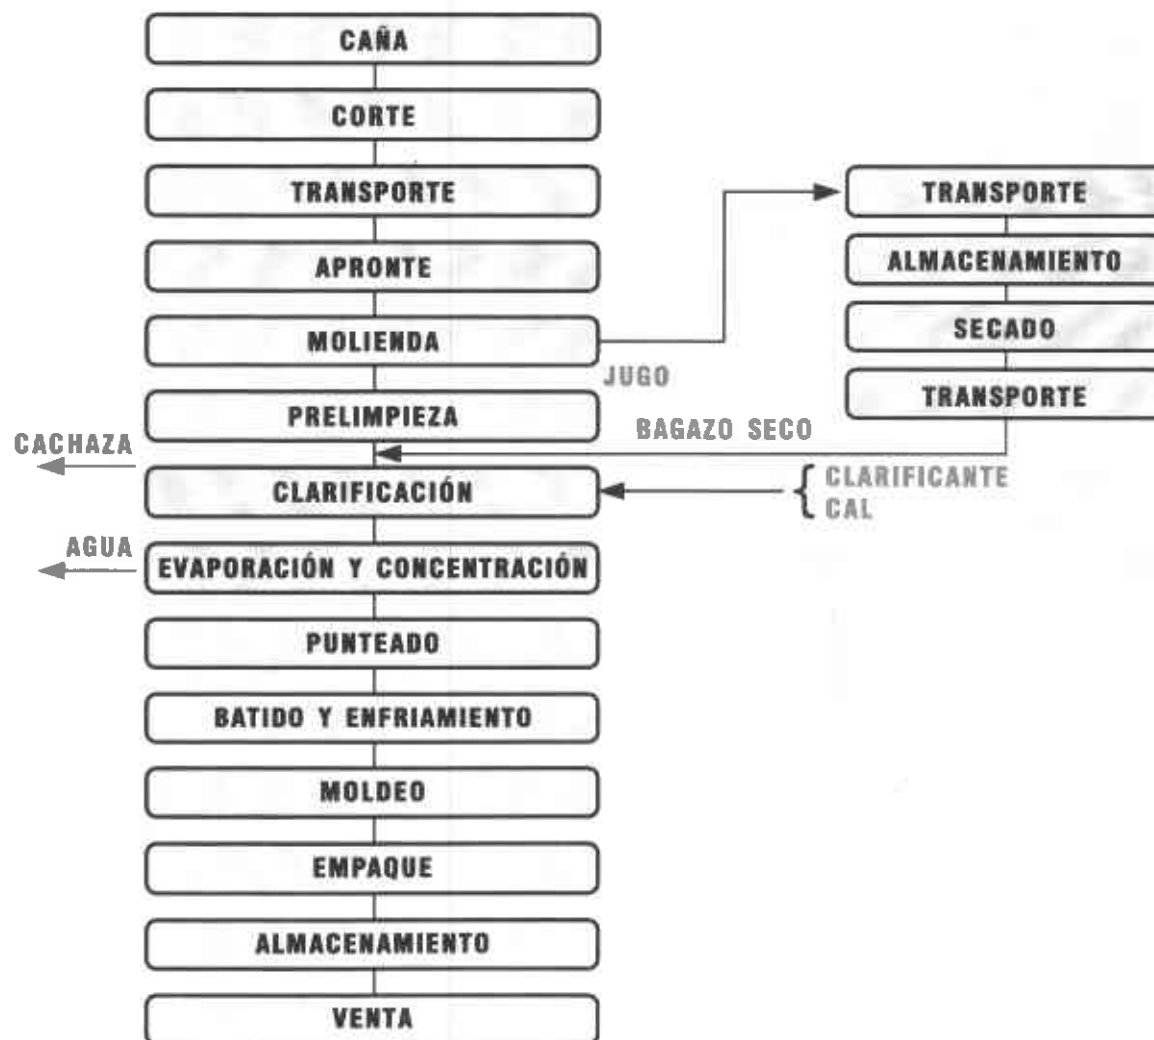 CAÑA
CORTE
TRANSPORTE
APRONTE
MOLIENDA
JUGO
PRELIMPIEZA
TRANSPORTE
ALMACENAMIENTO
SECADO
TRANSPORTE
BAGAZO SECO
CACHAZA
CLARIFICACIÓN
CLARIFICANTE
CAL
AGUA
EVAPORACIÓN Y CONCENTRACIÓN
PUNTEADO
BATIDO Y ENFRIAMIENTO
MOLDEO
EMPAQUE
ALMACENAMIENTO
VENTA